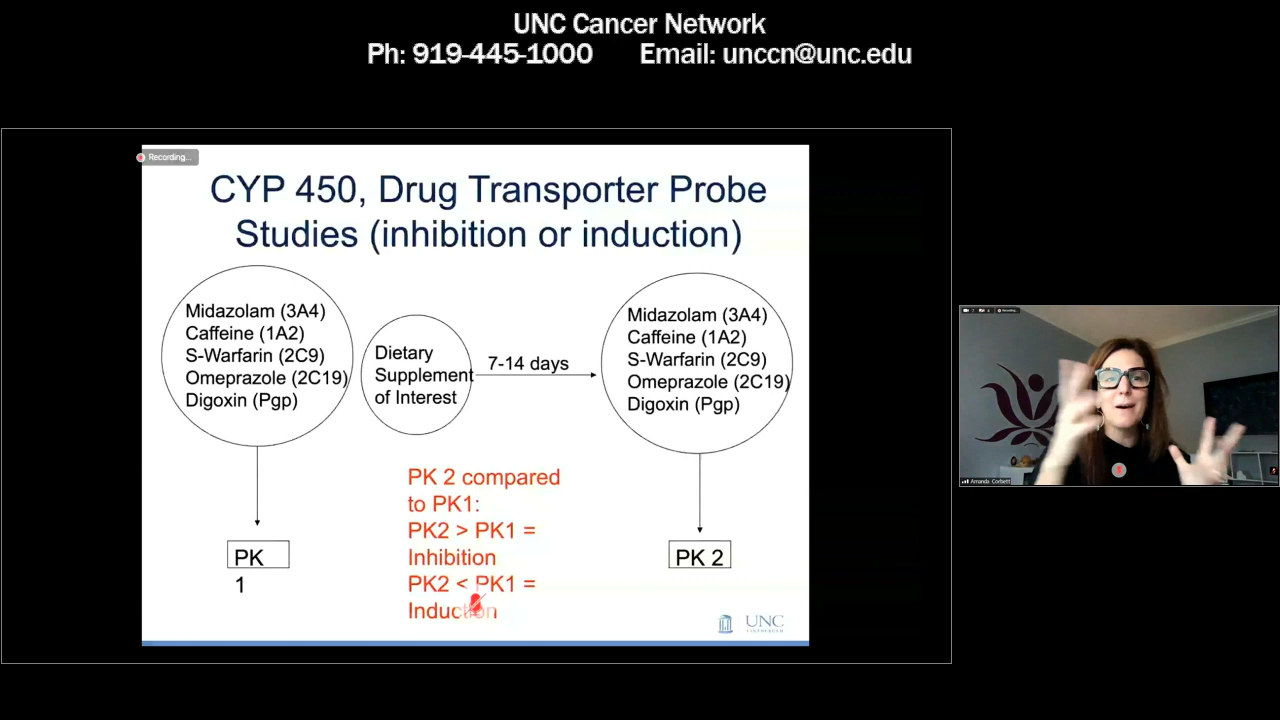 UNC Cancer Network
Ph: 919-445-1000 Email: unccn@unc.edu
Recording...
CYP 450, Drug Transporter Probe
Studies (inhibition or induction)
Midazolam (3A4)
Caffeine (1A2)
S-Warfarin (2C9)
Omeprazole (2C19)
Digoxin (Pgp)
Dietary
Supplement
of Interest
7-14 days
Midazolam (3A4)
Caffeine (1A2)
S-Warfarin (2C9)
Omeprazole (2C19)
Digoxin (Pgp)
PK 2 compared
to PK1:
PK2 > PK1 =
Inhibition
PK2 < PK1 =
Induction
PK
1
PK 2
UNC
Amanda Corbett